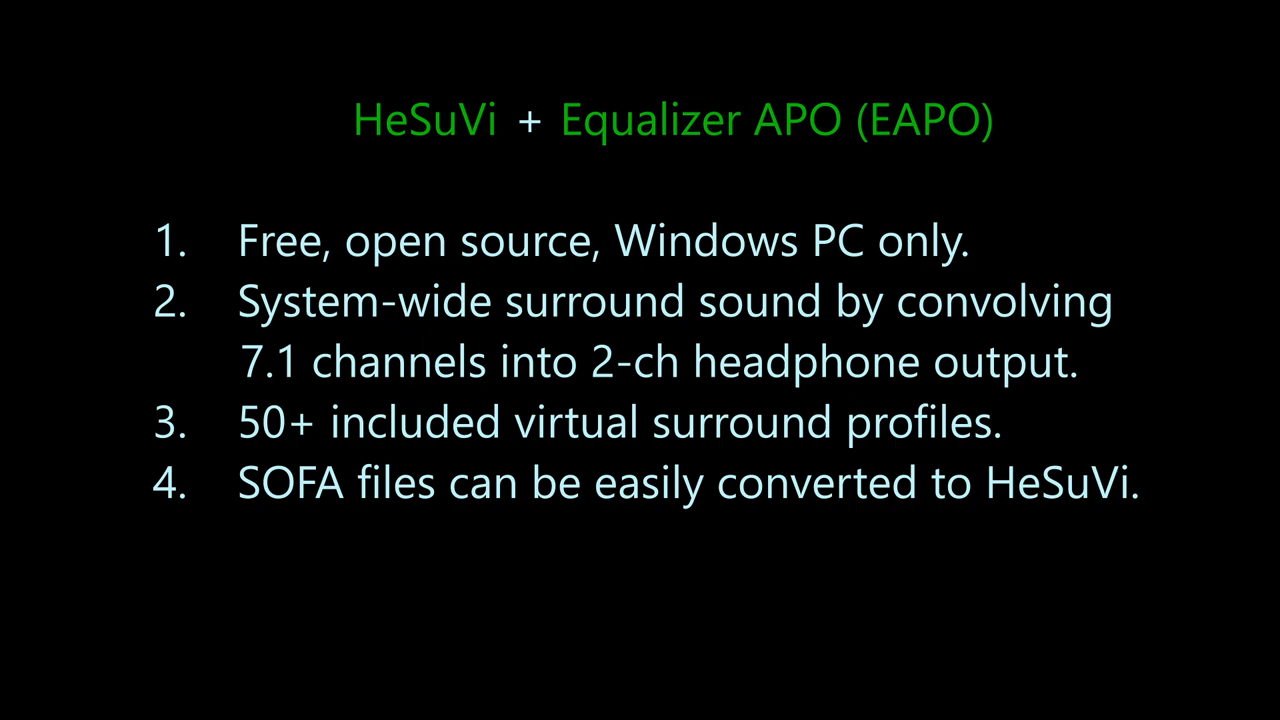 HeSuVi + Equalizer APO (EAPO)
1. Free, open source, Windows PC only.
2. System-wide surround sound by convolving
7.1 channels into 2-ch headphone output.
3. 50+ included virtual surround profiles.
4. SOFA files can be easily converted to HeSuVi.